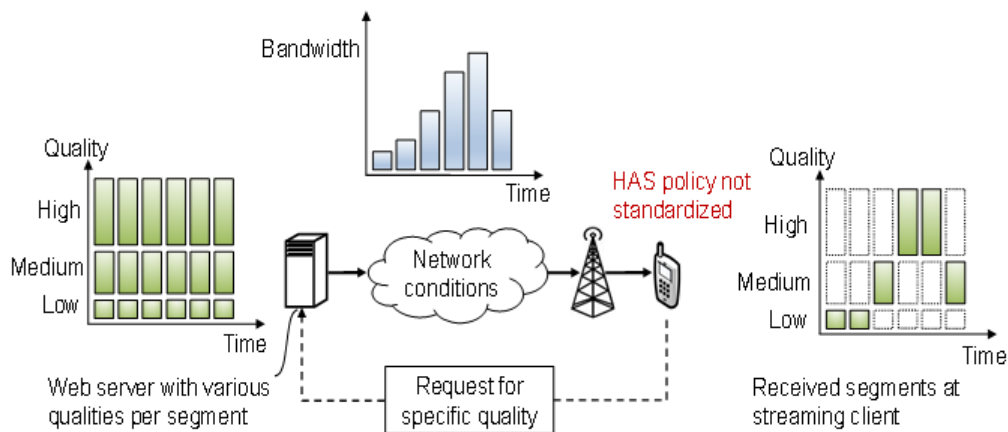 Bandwidth
Time
Quality
High
Medium
Low
Time
Web server with various
qualities per segment
Network
conditions
Request for
specific quality
HAS policy not
standardized
Quality
High
Medium
Low
Time
Received segments at
streaming client